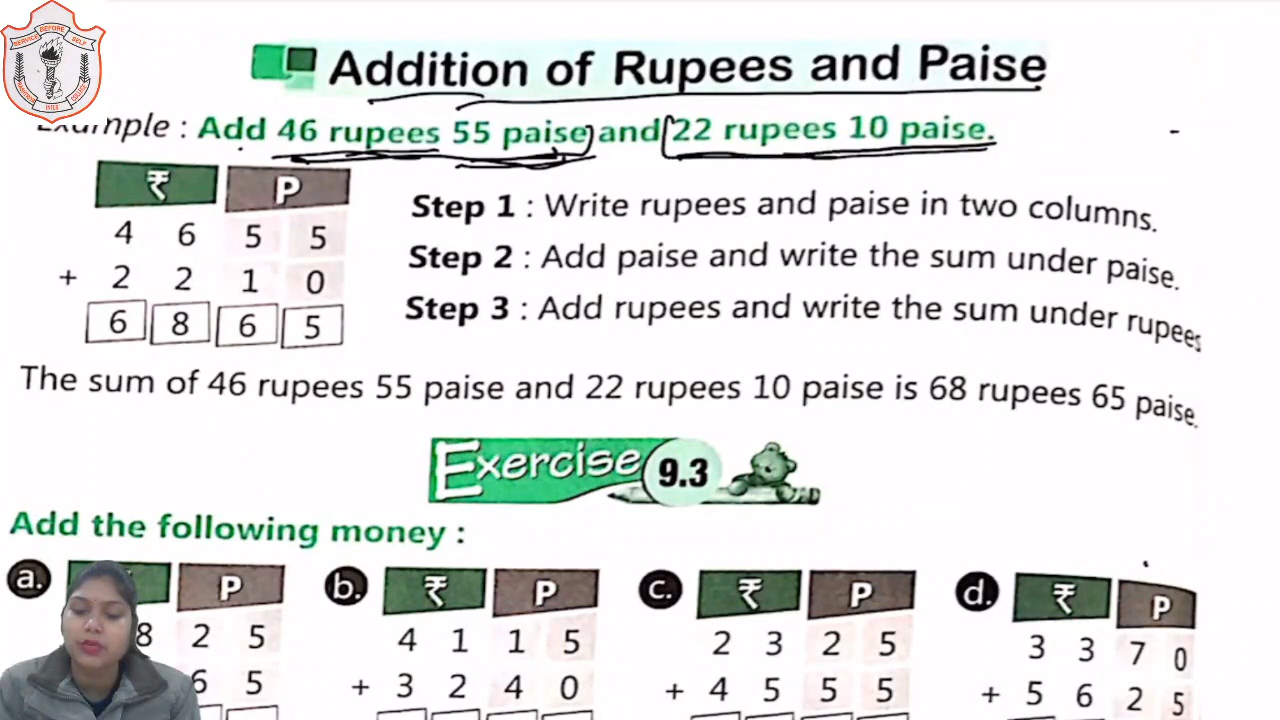 SERVICE BEFORE SELF
INTER
Addition of Rupees and Paise
Example : Add 46 rupees 55 paise and 22 rupees 10 paise.
₹ P
4 6 5 5
+ 2 2 1 0
6 8 6 5
Step 1 : Write rupees and paise in two columns.
Step 2 : Add paise and write the sum under paise.
Step 3 : Add rupees and write the sum under rupees
The sum of 46 rupees 55 paise and 22 rupees 10 paise is 68 rupees 65 paise.
Exercise 9.3
Add the following money :
a. P
8 2 5
6 5
b. ₹ P
4 1 1 5
+ 3 2 4 0
c. ₹ P
2 3 2 5
+ 4 5 5 5
d. ₹ P
3 3 7 0
+ 5 6 2 5